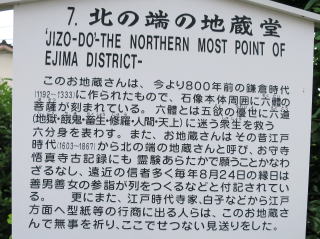 7. 北の端の地蔵堂
'JIZO-DO'-THE NORTHERN MOST POINT OF
EJIMA DISTRICT-
このお地蔵さんは、今より800年前の鎌倉時代
(1192〜1333)に作られたもので、石像本体周囲に六體の
菩薩が刻まれている。六體とは五欲の優世に六道
(地獄・餓鬼・畜生・修羅・人間・天上)に迷う衆生を救う
六分身を表わす。また、お地蔵さんはその昔江戸
時代(1603〜1867)から北の端の地蔵さんと呼び、お守寺
悟真寺古記録にも霊験あらたかで願うことかなわ
ざるなし、遠近の信者多く毎年8月24日の縁日は
善男善女の参詣が列をつくるなどと付記されてい
る。 更にまた、江戸時代寺家、白子などから江戸
方面へ型紙等の行商に出る人らは、このお地蔵さ
んで無事を祈り、ここでせつない見送りをした。